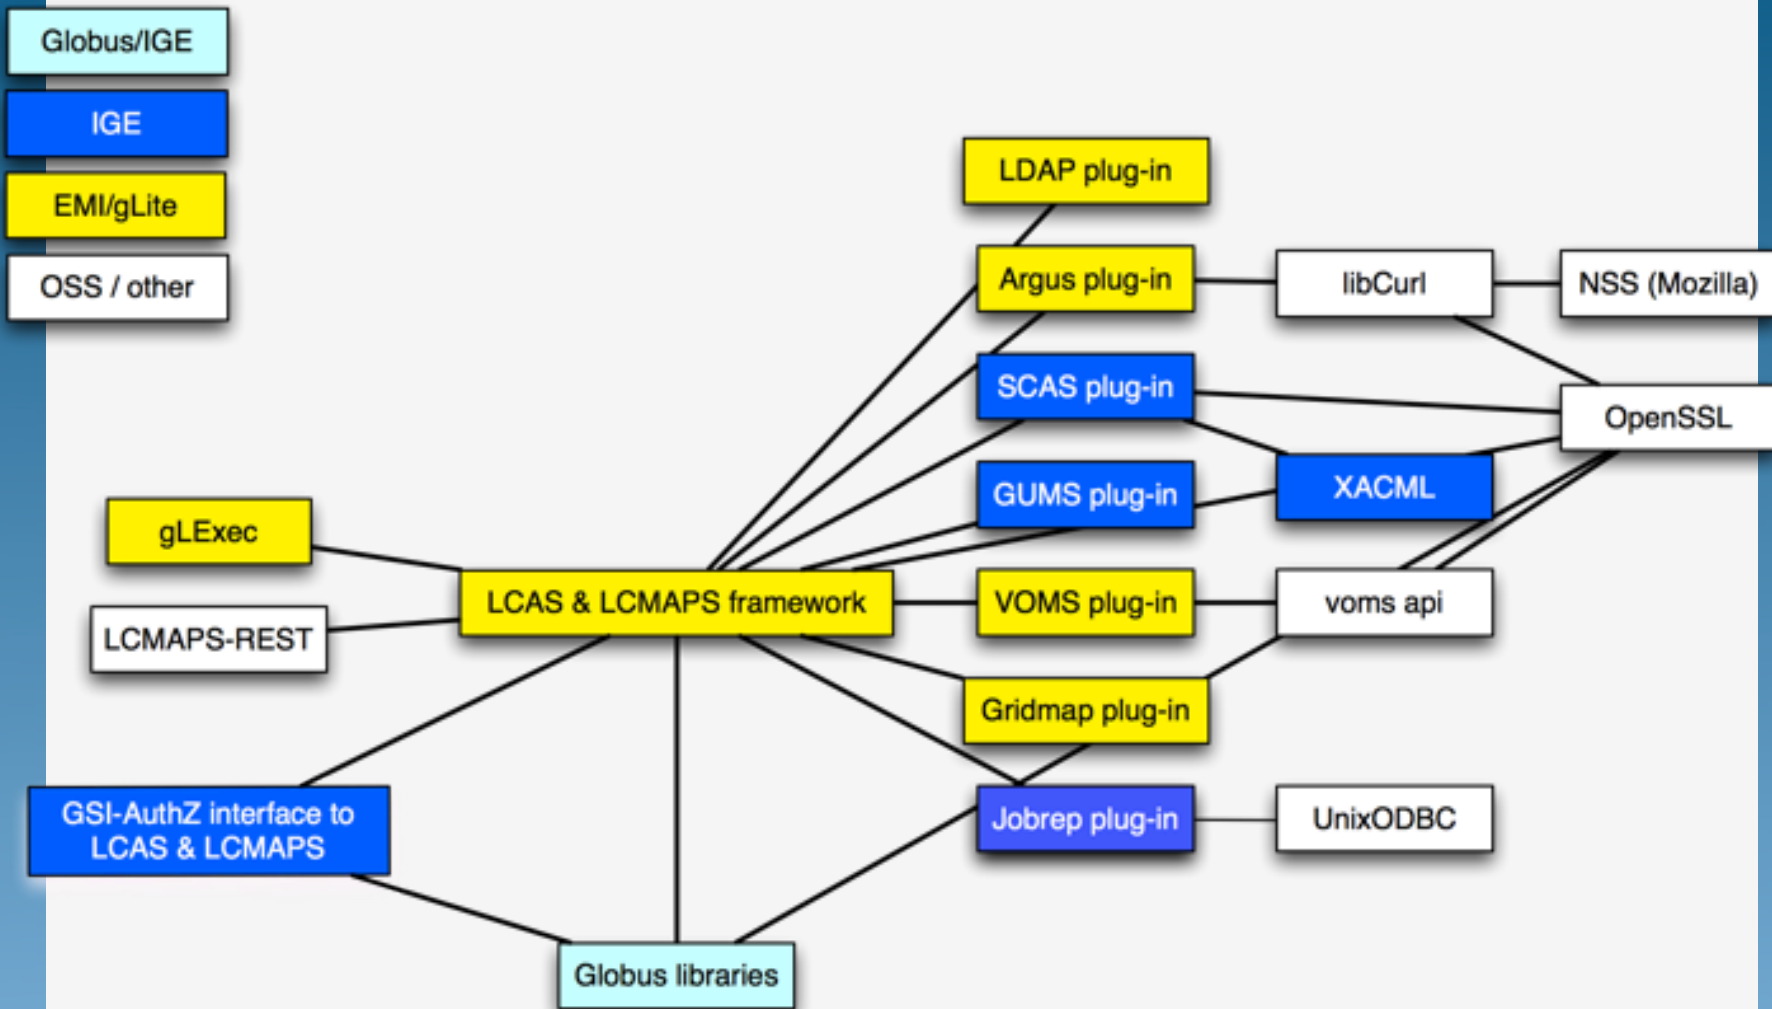 Globus/IGE
IGE
EMI/gLite
OSS / other
LDAP plug-in
Argus plug-in
libCurl
NSS (Mozilla)
SCAS plug-in
OpenSSL
GUMS plug-in
XACML
gLExec
LCAS & LCMAPS framework
VOMS plug-in
voms api
LCMAPS-REST
Gridmap plug-in
GSI-AuthZ interface to
LCAS & LCMAPS
Jobrep plug-in
UnixODBC
Globus libraries